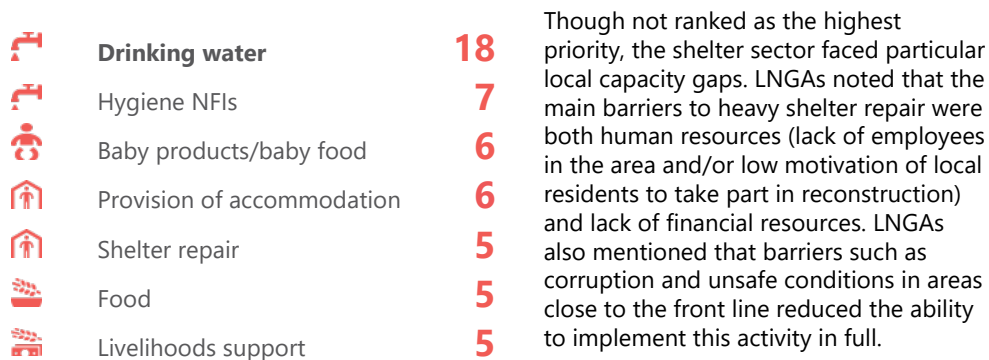 Drinking water 18
Hygiene NFIs 7
Baby products/baby food 6
Provision of accommodation 6
Shelter repair 5
Food 5
Livelihoods support 5
Though not ranked as the highest
priority, the shelter sector faced particular
local capacity gaps. LNGAs noted that the
main barriers to heavy shelter repair were
both human resources (lack of employees
in the area and/or low motivation of local
residents to take part in reconstruction)
and lack of financial resources. LNGAs
also mentioned that barriers such as
corruption and unsafe conditions in areas
close to the front line reduced the ability
to implement this activity in full.